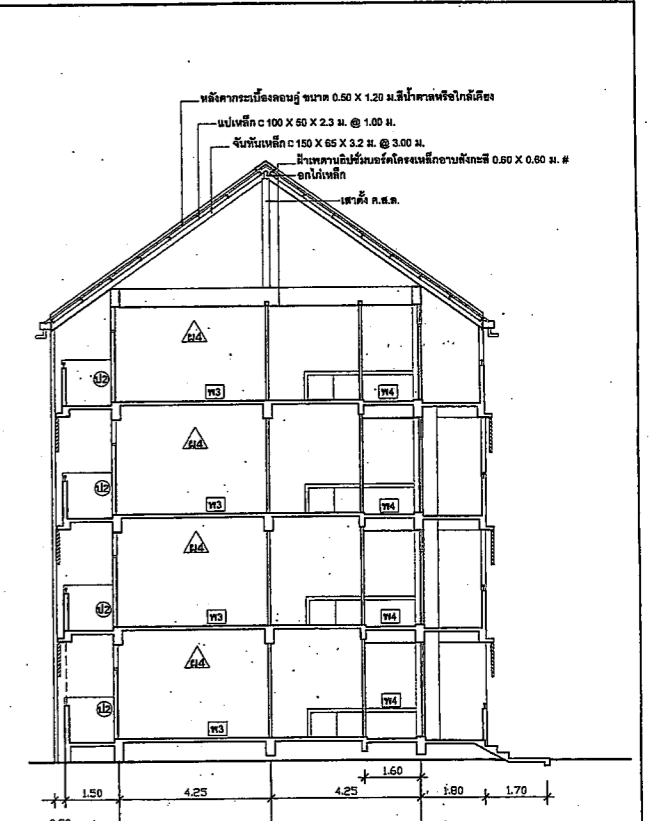 หลังคากระเบื้องลอนคู่ ขนาด 0.50 X 1.20 ม.สีน้ำตาลหรือใกล้เคียง
แปเหล็ก C 100 X 50 X 2.3 ม. @ 1.00 ม.
จันทันเหล็ก C 150 X 65 X 3.2 ม. @ 3.00 ม.
ฝ้าเพดานยิปซั่มบอร์ดโครงเหล็กอาบสังกะสี 0.60 X 0.60 ม. #
อกไก่เหล็ก
เสาตั้ง ค.ส.ล.
ผ4
ป2
พ3
พ4
ผ4
ป2
พ3
พ4
ผ4
ป2
พ3
พ4
ผ4
ป2
พ3
พ4
1.60
1.50 4.25 4.25 1.80 1.70